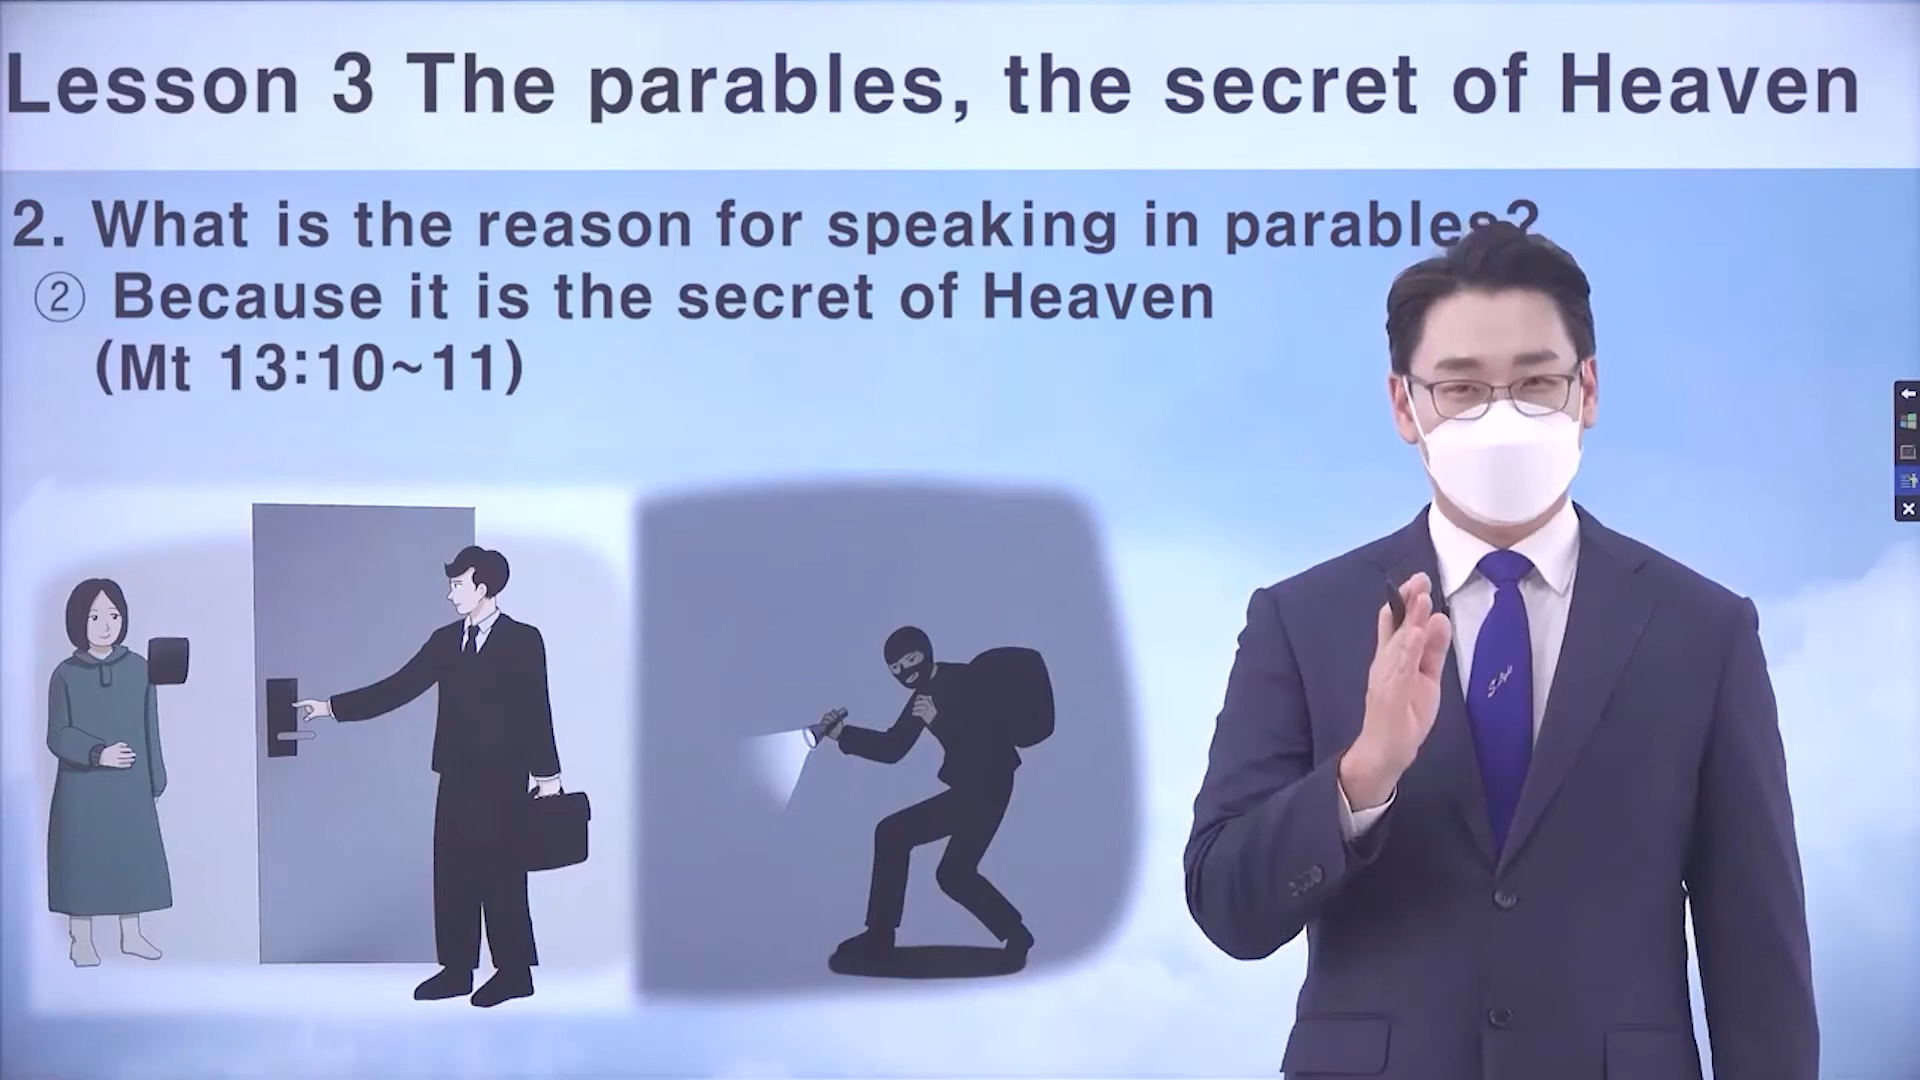 Lesson 3 The parables, the secret of Heaven
2. What is the reason for speaking in parables?
② Because it is the secret of Heaven
(Mt 13:10~11)